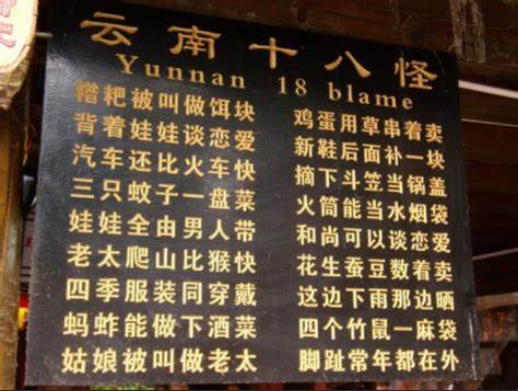 云南十八怪
Yunnan 18 blame
糌粑被叫做饵块
背着娃娃谈恋爱
汽车还比火车快
三只蚊子一盘菜
娃娃全由男人带
老太爬山比猴快
四季服装同穿戴
蚂蚱能做下酒菜
姑娘被叫做老太
鸡蛋用草串着卖
新鞋后面补一块
摘下斗笠当锅盖
火筒能当水烟袋
和尚可以谈恋爱
花生蚕豆数着卖
这边下雨那边晒
四个竹鼠一麻袋
脚趾常年都在外